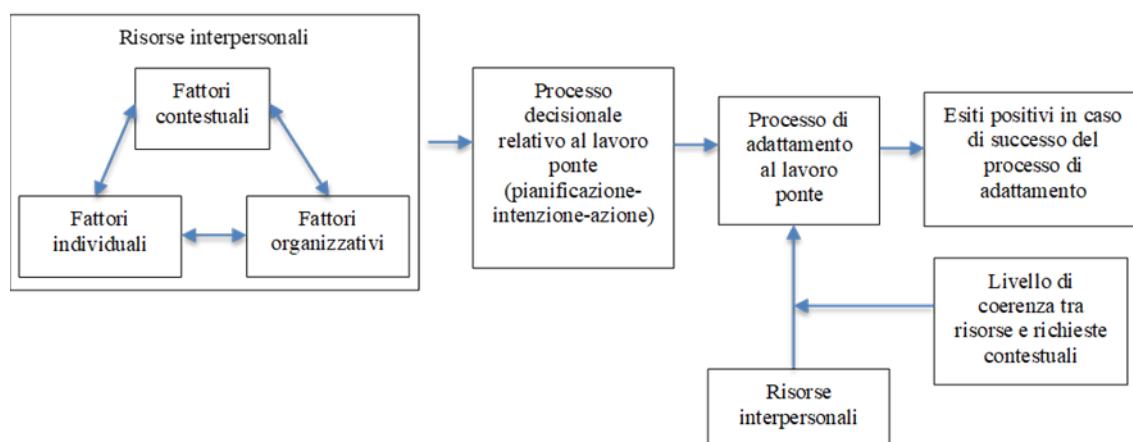 Risorse interpersonali
Fattori
contestuali
Fattori
individuali
Fattori
organizzativi
Processo
decisionale
relativo al lavoro
ponte
(pianificazione-
intenzione-azione)
Processo di
adattamento
al lavoro
ponte
Esiti positivi in caso
di successo del
processo di
adattamento
Livello di
coerenza tra
risorse e richieste
contestuali
Risorse
interpersonali